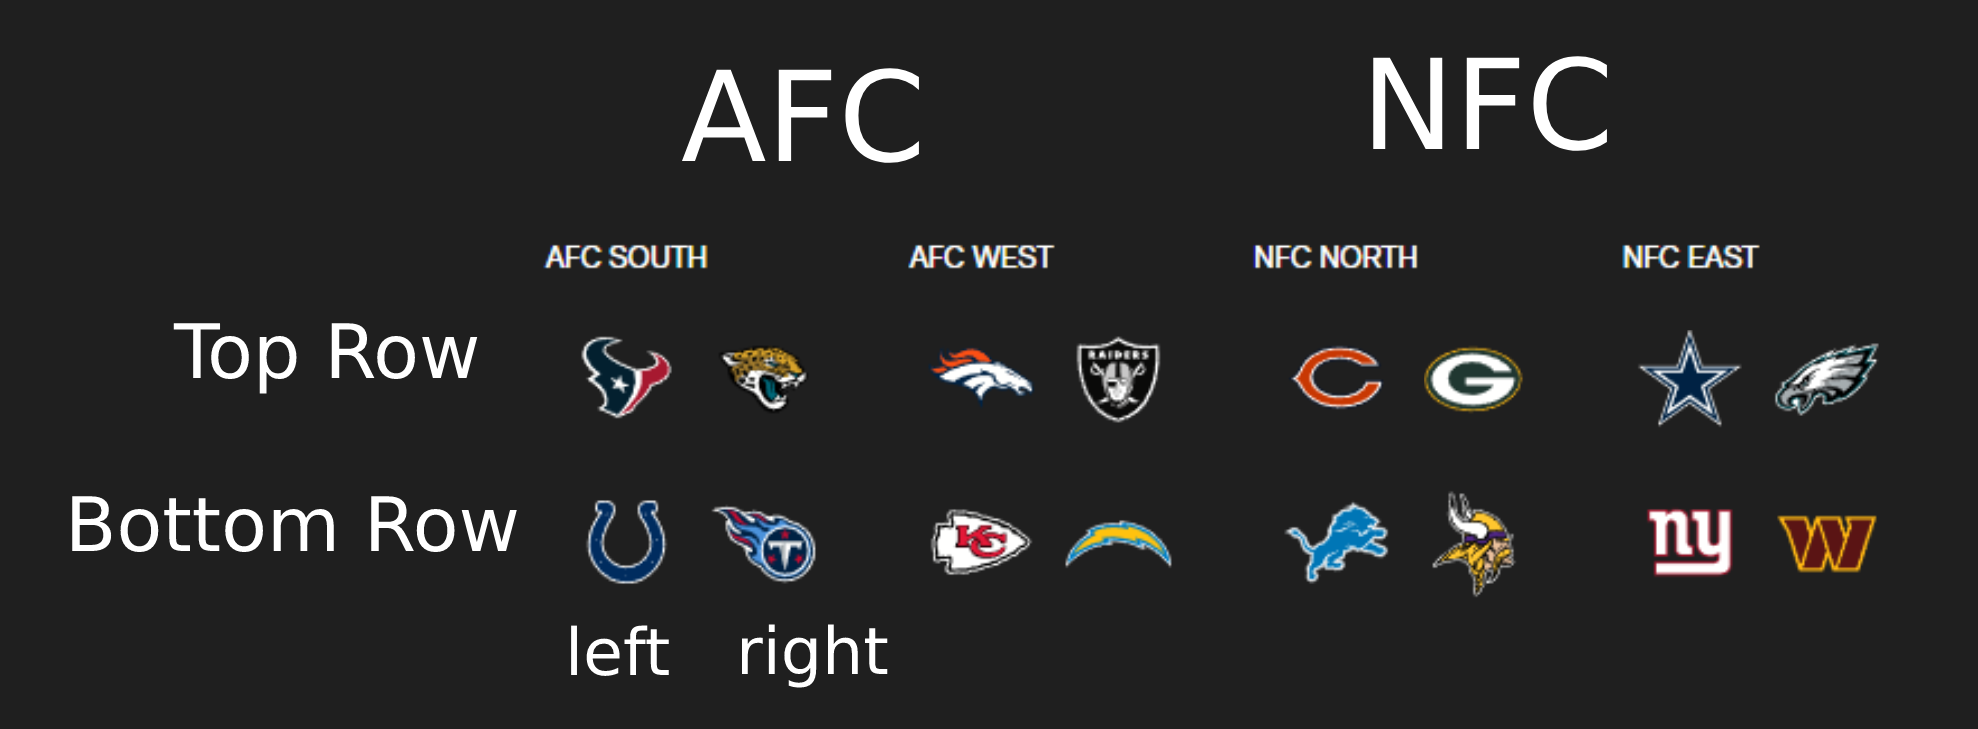 AFC NFC
AFC SOUTH AFC WEST NFC NORTH NFC EAST
Top Row
RAIDERS
G
Bottom Row
T
KC
ny
W
left right